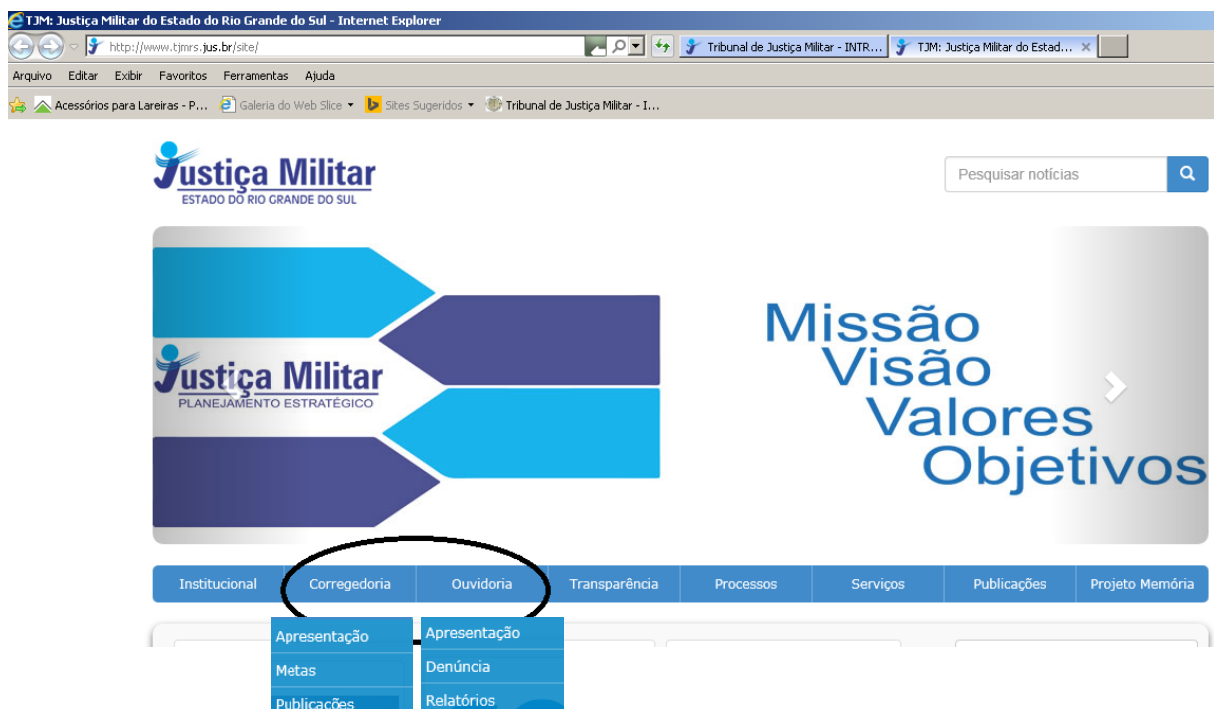 TJM: Justiça Militar do Estado do Rio Grande do Sul - Internet Explorer
http://www.tjmrs.jus.br/site/
Tribunal de Justiça Militar - INTR...
TJM: Justiça Militar do Estad...
Arquivo Editar Exibir Favoritos Ferramentas Ajuda
Acessórios para Lareiras - P... Galeria do Web Slice Sites Sugeridos Tribunal de Justiça Militar - I...
Justiça Militar
ESTADO DO RIO GRANDE DO SUL
Pesquisar notícias
Justiça Militar
PLANEJAMENTO ESTRATÉGICO
Missão
Visão
Valores
Objetivos
Institucional Corregedoria Ouvidoria Transparência Processos Serviços Publicações Projeto Memória
Apresentação
Metas
Publicações
Apresentação
Denúncia
Relatórios